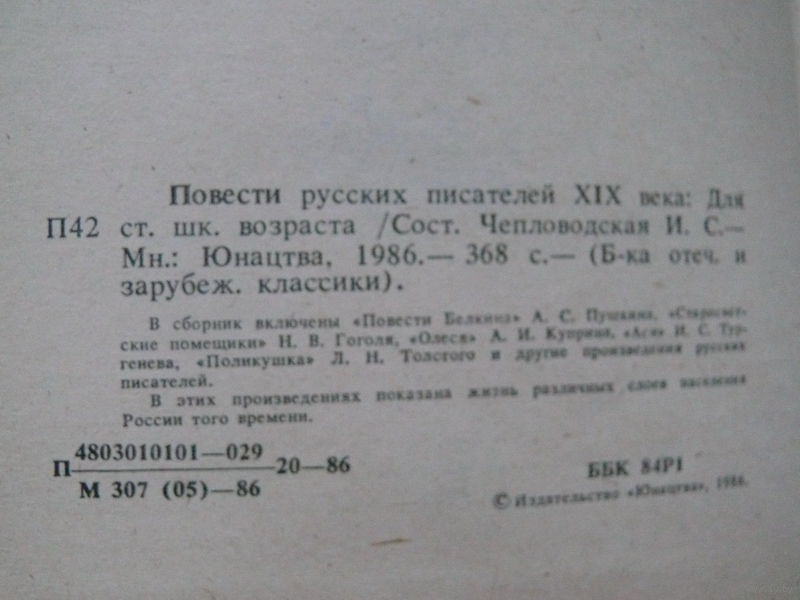 Повести русских писателей XIX века: Для
П42 ст. шк. возраста /Сост. Чепловодская И. С.—
Мн.: Юнацтва, 1986.— 368 с.— (Б-ка отеч. и
зарубеж. классики).
В сборник включены «Повести Белкина» А. С. Пушкина, «Старосвет-
ские помещики» Н. В. Гоголя, «Олеся» А. И. Куприна, «Ася» И. С. Тур-
генева, «Поликушка» Л. Н. Толстого и другие произведения русских
писателей.
В этих произведениях показана жизнь различных слоев населения
России того времени.
П 4803010101—029
М 307 (05)—86 20—86
ББК 84Р1
© Издательство «Юнацтва», 1986.